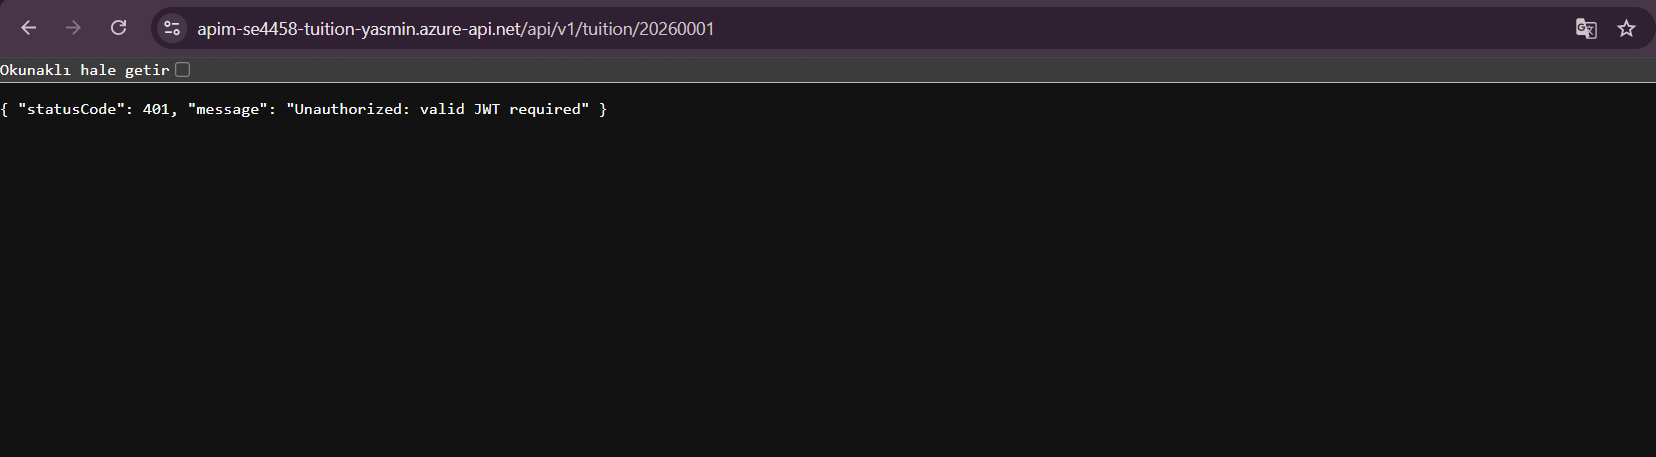 apim-se4458-tuition-yasmin.azure-api.net/api/v1/tuition/20260001
Okunaklı hale getir
{ "statusCode": 401, "message": "Unauthorized: valid JWT required" }